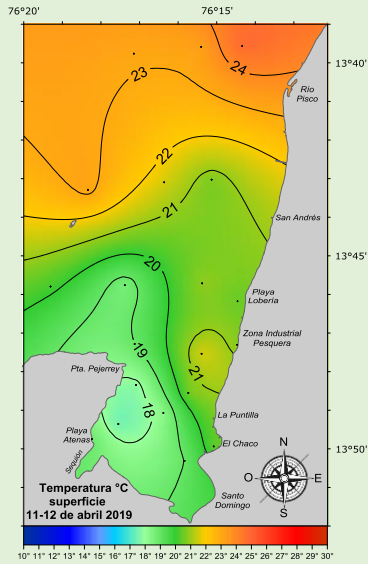 76°20' 76°15'
24
13°40'
23
Río
Pisco
22
21
San Andrés
13°45'
20
Playa
Lobería
Zona Industrial
Pesquera
19
21
Pta. Pejerrey
18
La Puntilla
Playa
Atenas
El Chaco
13°50'
Sequión
N
O E
S
Temperatura °C
superficie
11-12 de abril 2019
Santo
Domingo
10° 11° 12° 13° 14° 15° 16° 17° 18° 19° 20° 21° 22° 23° 24° 25° 26° 27° 28° 29° 30°